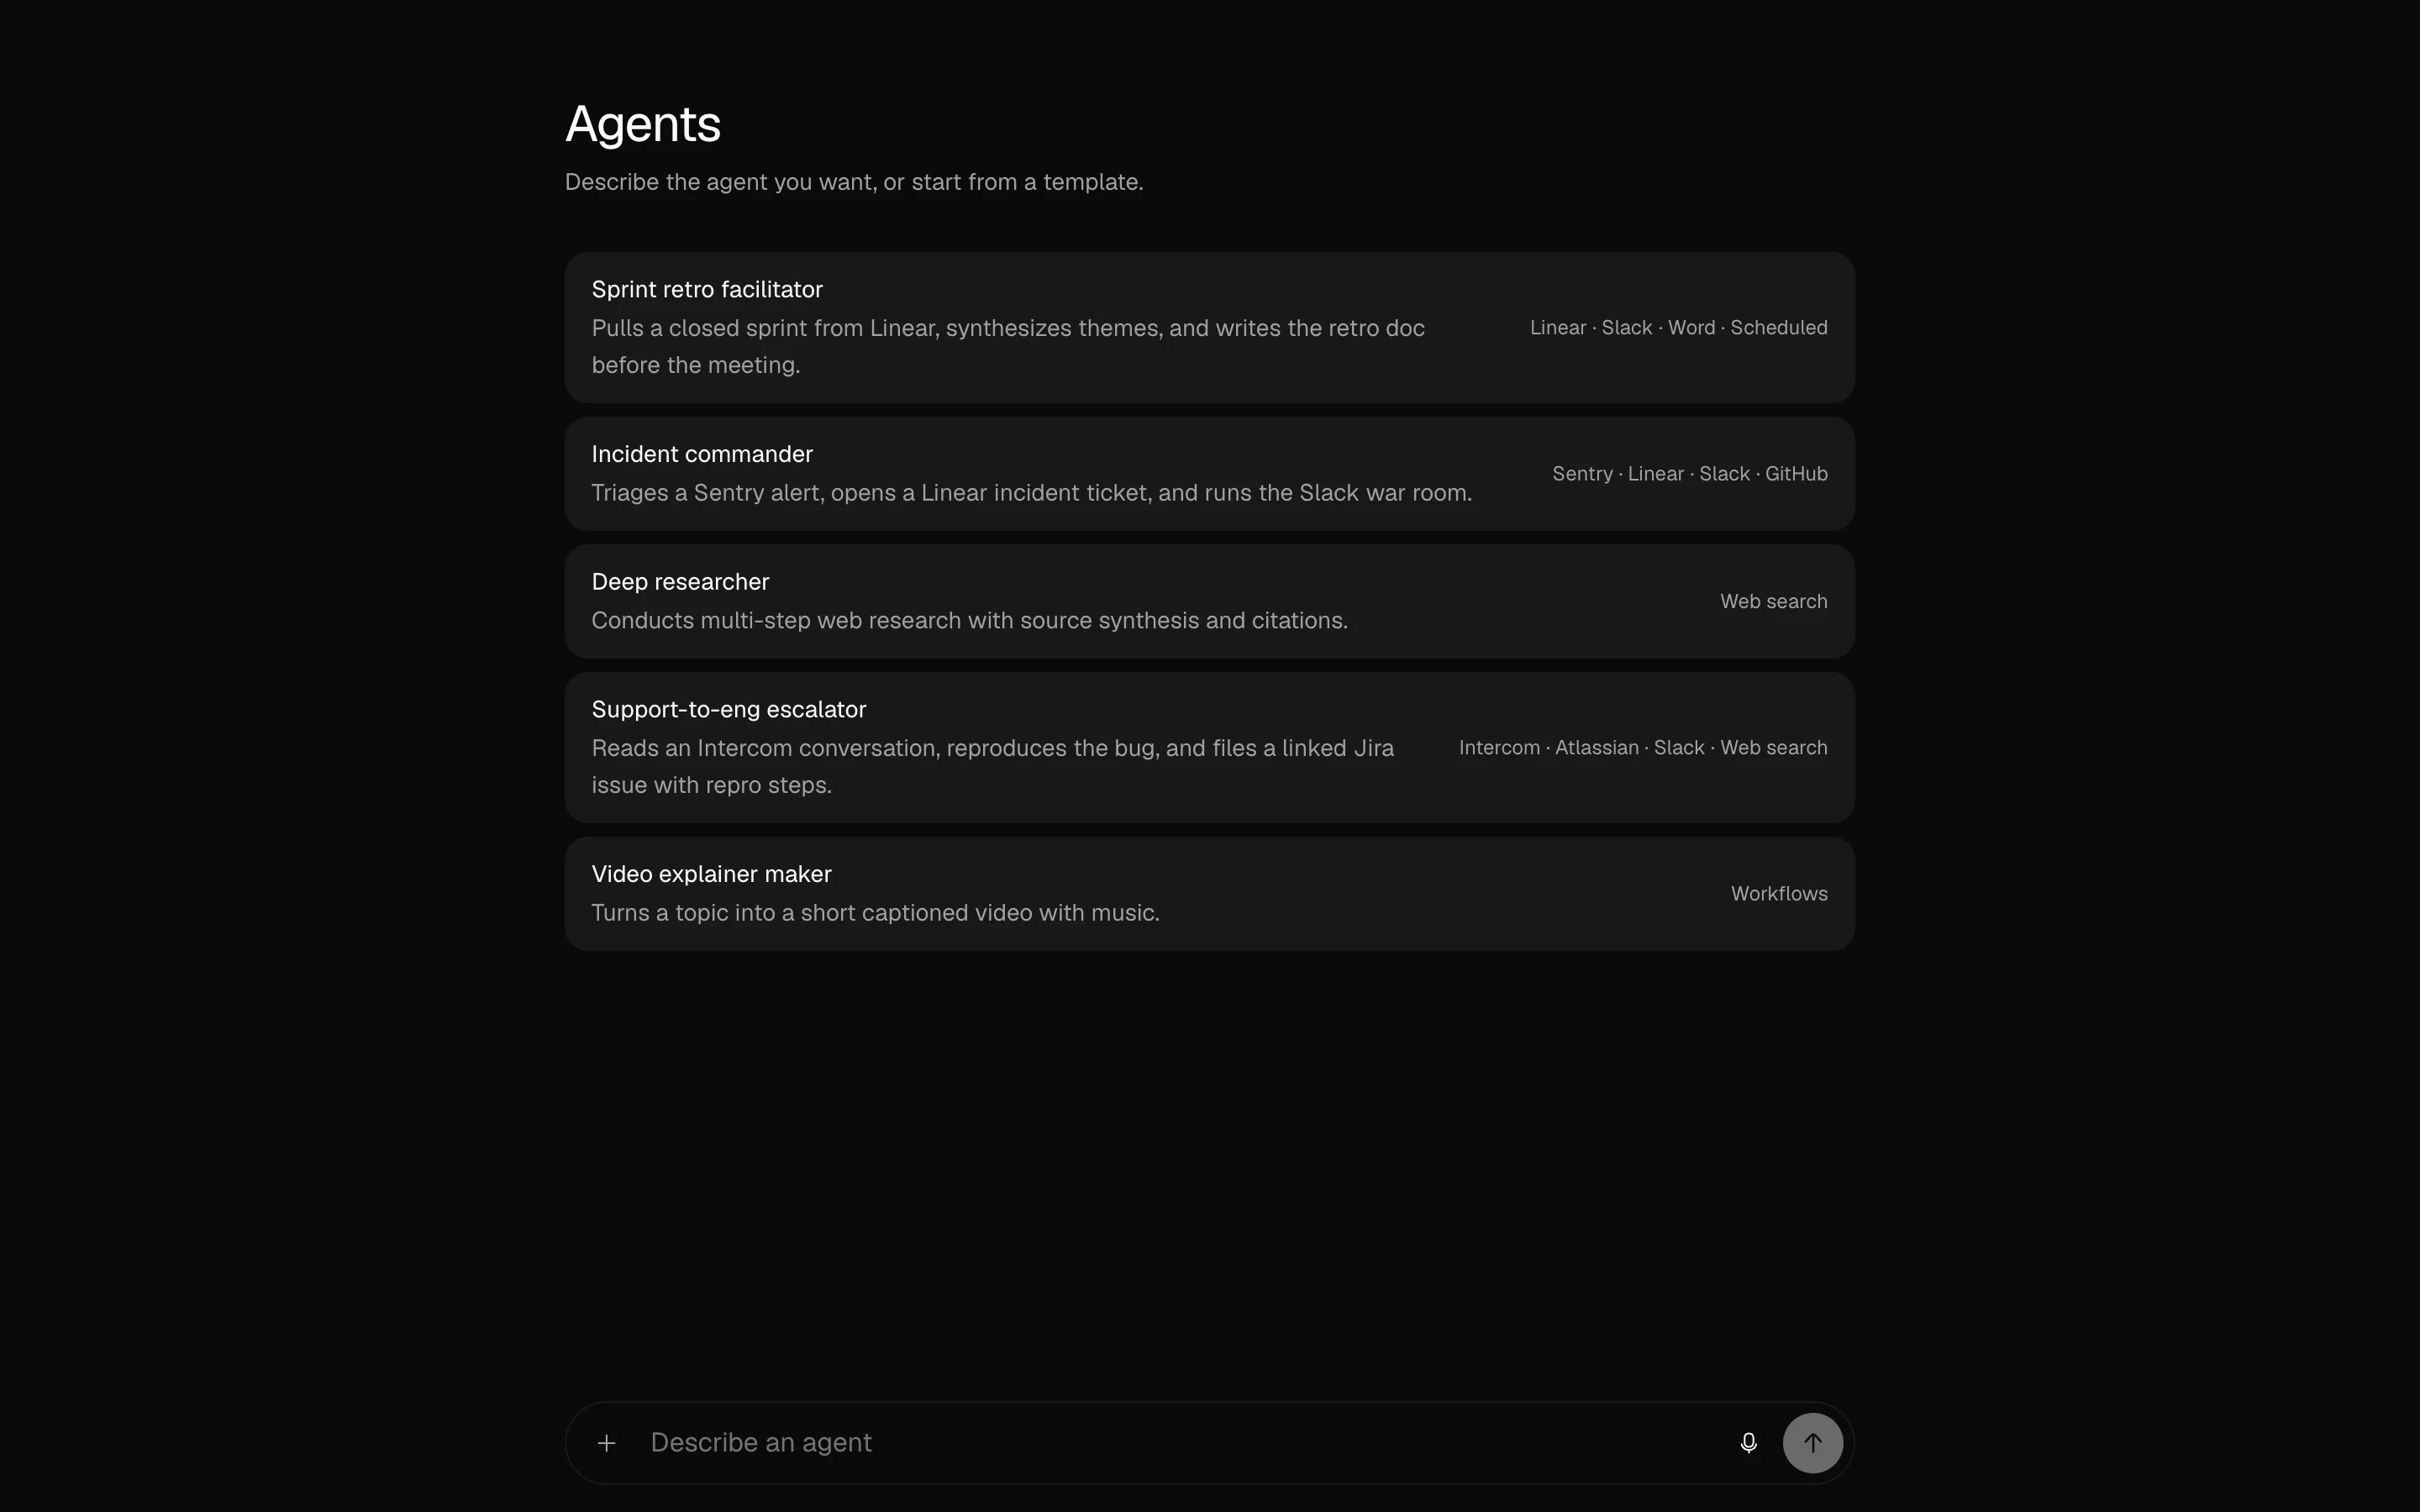 Agents
Describe the agent you want, or start from a template.
Sprint retro facilitator
Pulls a closed sprint from Linear, synthesizes themes, and writes the retro doc
before the meeting.
Linear · Slack · Word · Scheduled
Incident commander
Triages a Sentry alert, opens a Linear incident ticket, and runs the Slack war room.
Sentry · Linear · Slack · GitHub
Deep researcher
Conducts multi-step web research with source synthesis and citations.
Web search
Support-to-eng escalator
Reads an Intercom conversation, reproduces the bug, and files a linked Jira
issue with repro steps.
Intercom · Atlassian · Slack · Web search
Video explainer maker
Turns a topic into a short captioned video with music.
Workflows
Describe an agent